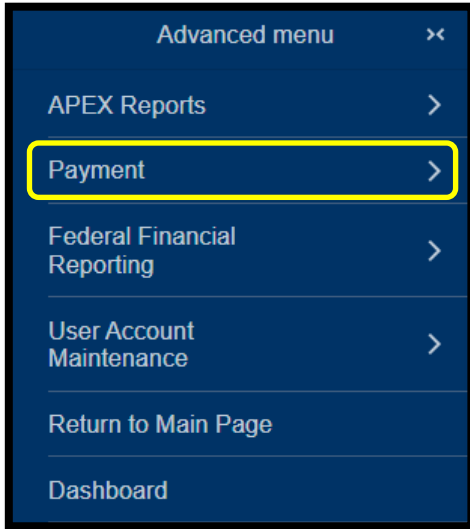 Advanced menu
APEX Reports
Payment
Federal Financial
Reporting
User Account
Maintenance
Return to Main Page
Dashboard